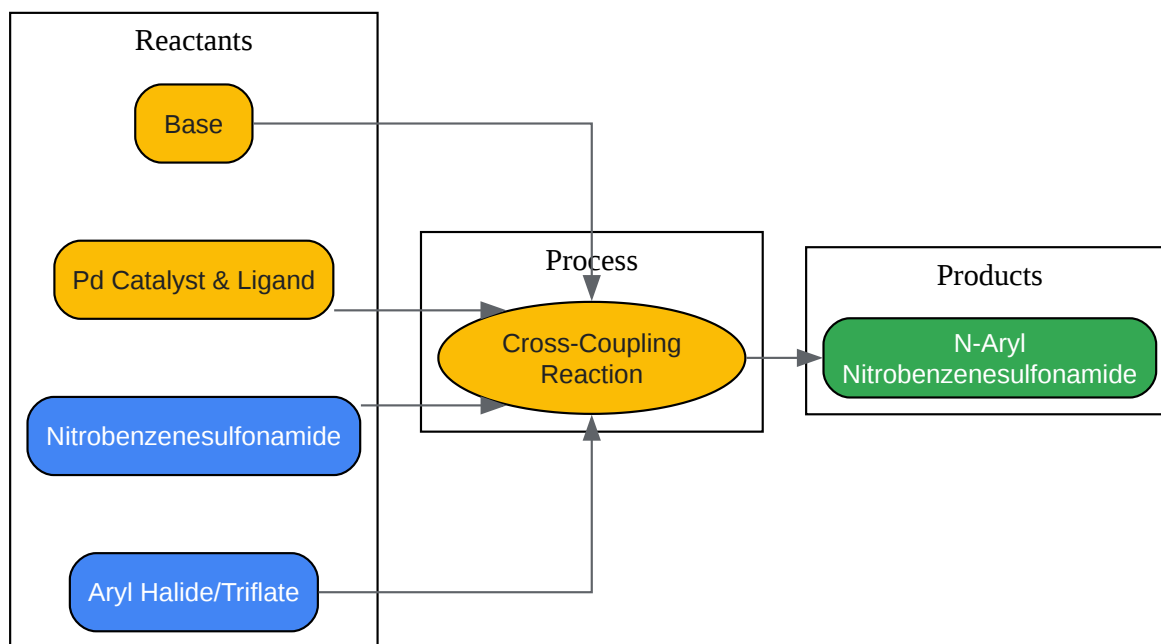 Reactants
Base
Pd Catalyst & Ligand
Nitrobenzenesulfonamide
Aryl Halide/Triflate
Process
Cross-Coupling
Reaction
Products
N-Aryl
Nitrobenzenesulfonamide